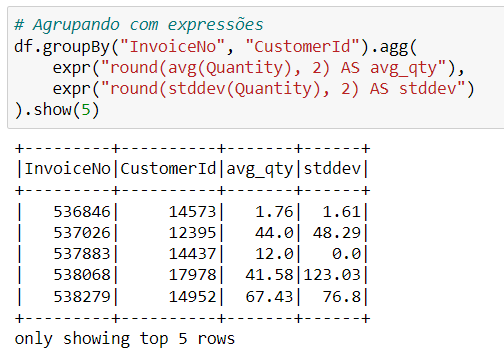 # Agrupando com expressões
df.groupBy("InvoiceNo", "CustomerId").agg(
    expr("round(avg(Quantity), 2) AS avg_qty"),
    expr("round(stddev(Quantity), 2) AS stddev")
).show(5)
+---------+----------+-------+------+
|InvoiceNo|CustomerId|avg_qty|stddev|
+---------+----------+-------+------+
|   536846|     14573|   1.76|  1.61|
|   537026|     12395|   44.0| 48.29|
|   537883|     14437|   12.0|   0.0|
|   538068|     17978|  41.58|123.03|
|   538279|     14952|  67.43|  76.8|
+---------+----------+-------+------+
only showing top 5 rows